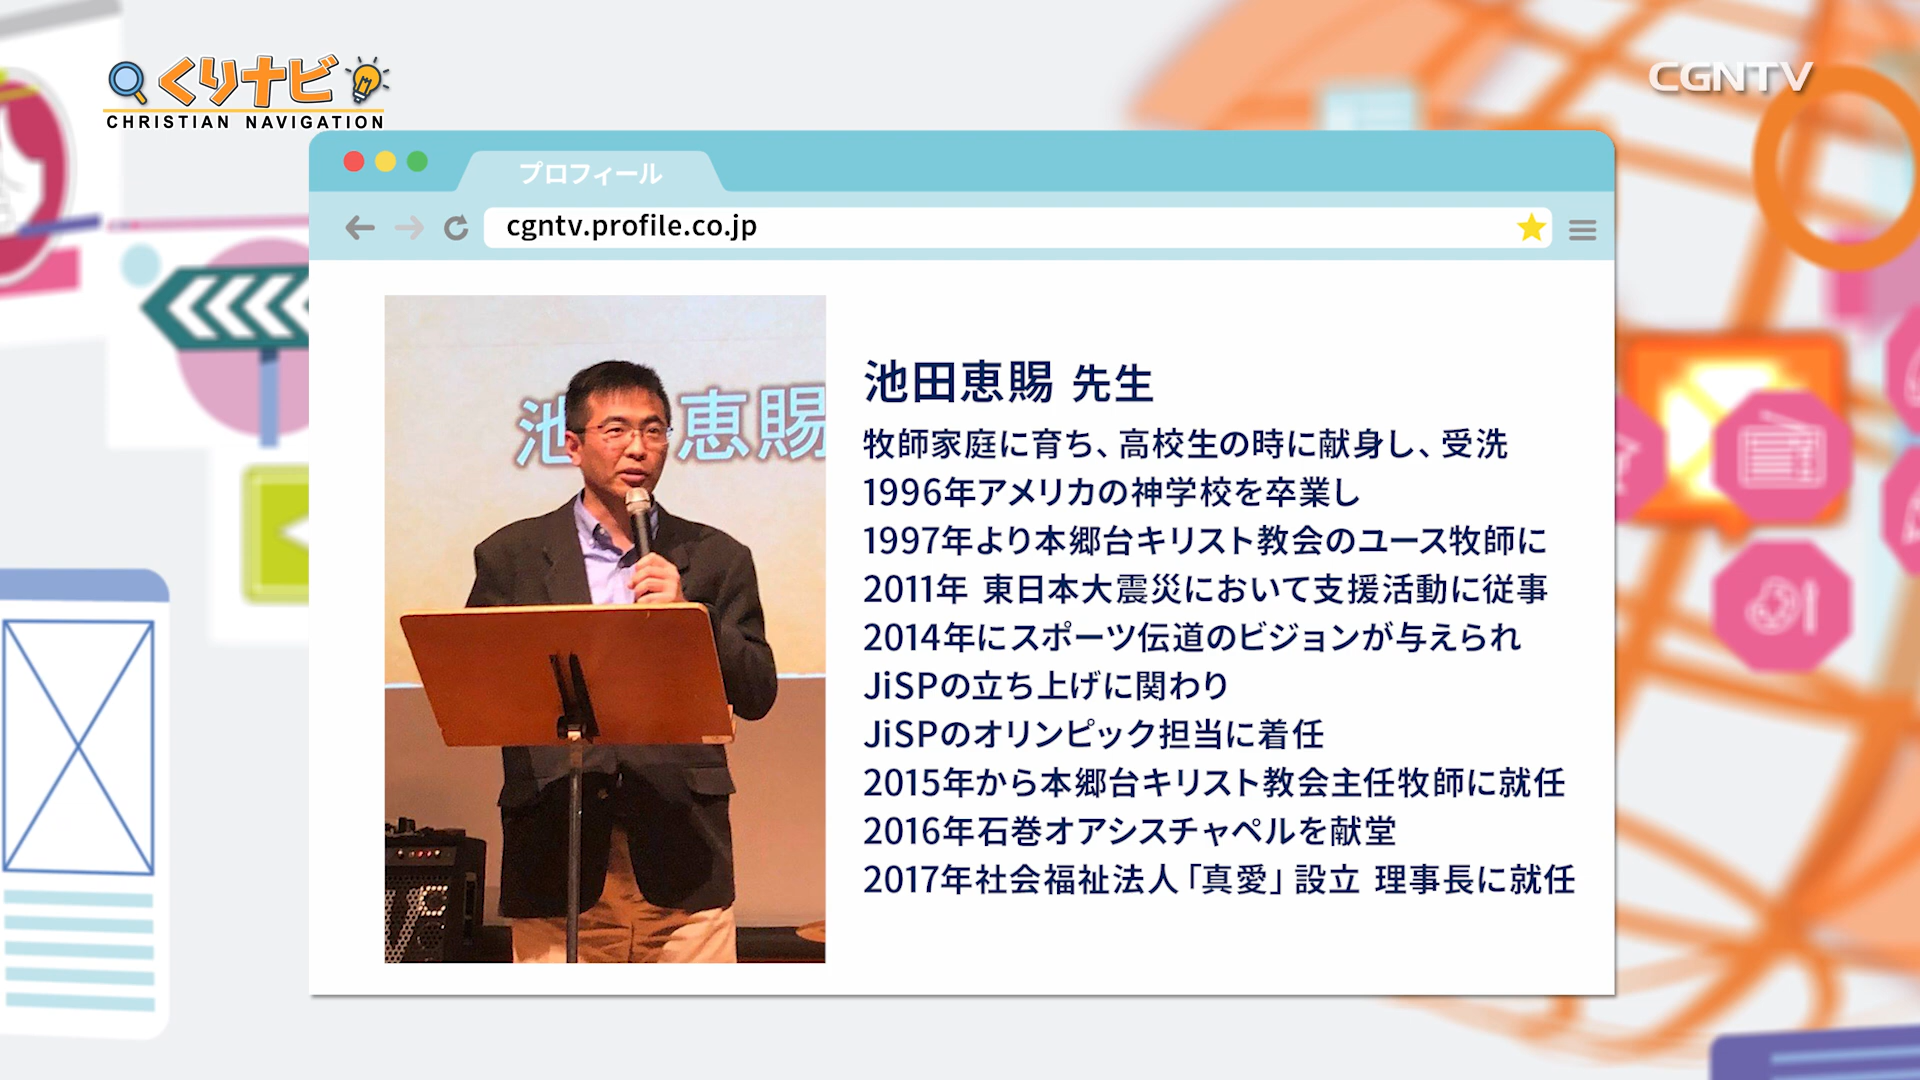 くりナビ
CHRISTIAN NAVIGATION
CGNTV
プロフィール
cgntv.profile.co.jp
池 恵賜
池田恵賜 先生
牧師家庭に育ち、高校生の時に献身し、受洗
1996年アメリカの神学校を卒業し
1997年より本郷台キリスト教会のユース牧師に
2011年 東日本大震災において支援活動に従事
2014年にスポーツ伝道のビジョンが与えられ
JiSPの立ち上げに関わり
JiSPのオリンピック担当に着任
2015年から本郷台キリスト教会主任牧師に就任
2016年石巻オアシスチャペルを献堂
2017年社会福祉法人「真愛」設立 理事長に就任